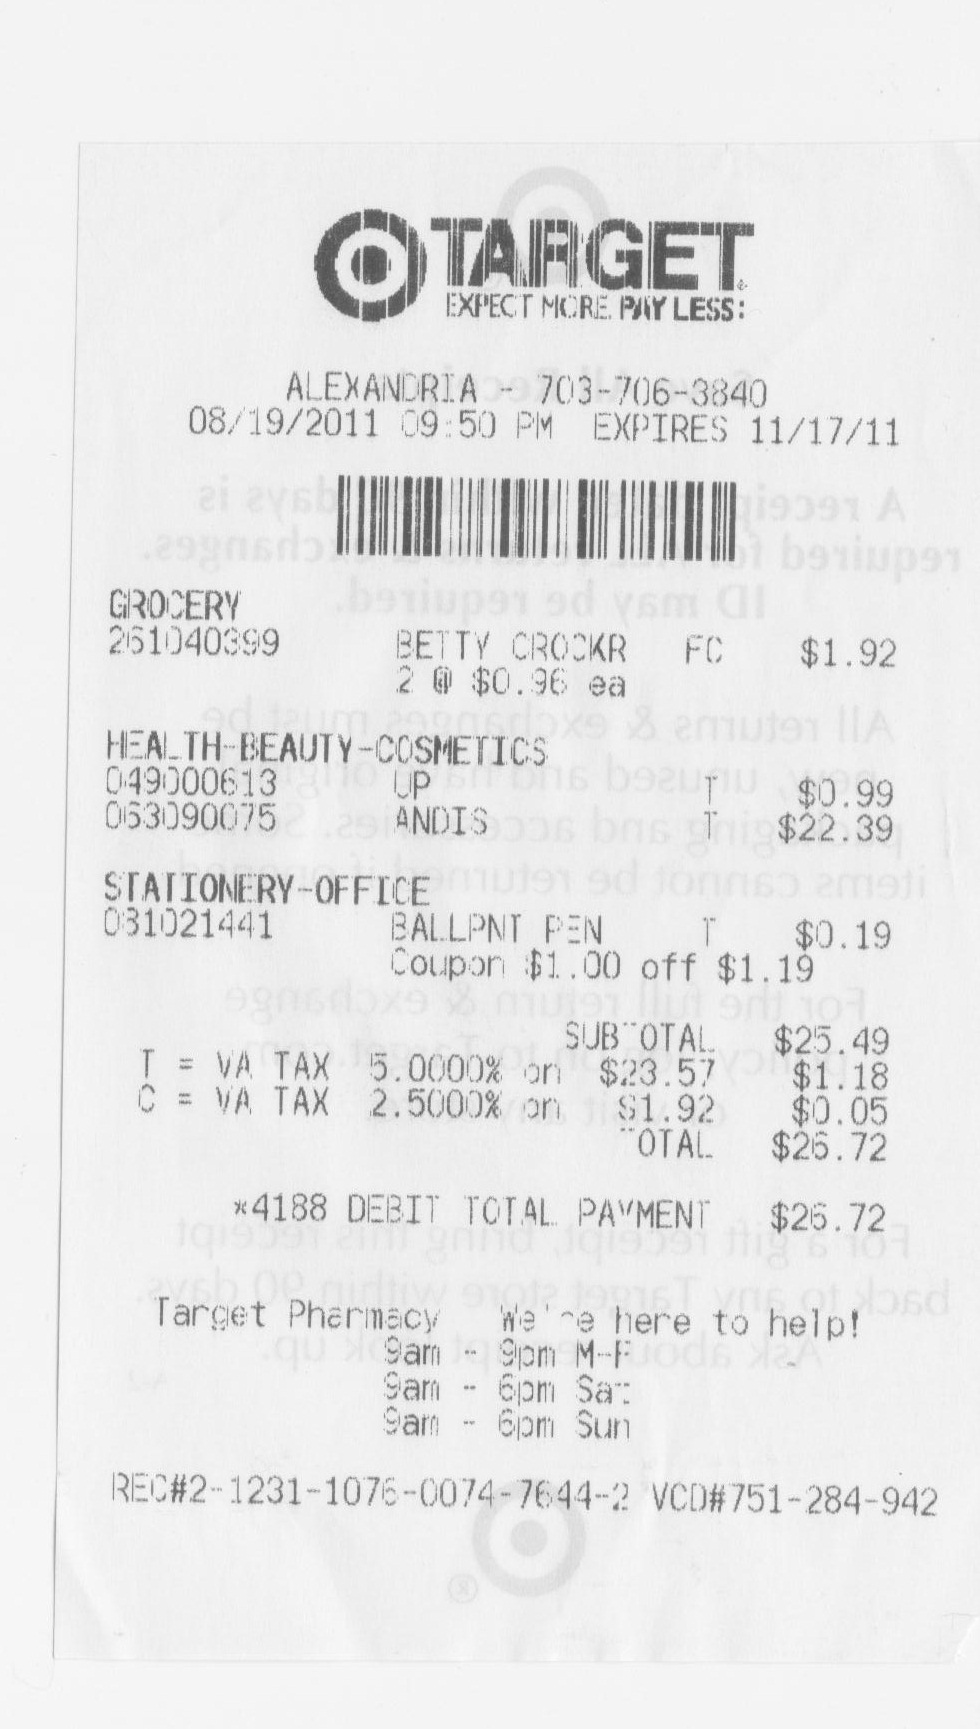 TARGET
EXPECT MORE. PAY LESS.
ALEXANDRIA - 703-706-3840
08/19/2011 09:50 PM EXPIRES 11/17/11
GROCERY
261040399 BETTY CROCKR FC $1.92
2 @ $0.96 ea
HEALTH-BEAUTY-COSMETICS
049000613 UP T $0.99
063090075 ANDIS T $22.39
STATIONERY-OFFICE
081021441 BALLPNT PEN T $0.19
Coupon $1.00 off $1.19
SUBTOTAL $25.49
T = VA TAX 5.0000% on $23.57 $1.18
C = VA TAX 2.5000% on $1.92 $0.05
TOTAL $26.72
*4188 DEBIT TOTAL PAYMENT $26.72
Target Pharmacy We're here to help!
9am - 9pm M-F
9am - 6pm Sat
9am - 6pm Sun
REC#2-1231-1076-0074-7644-2 VCD#751-284-942